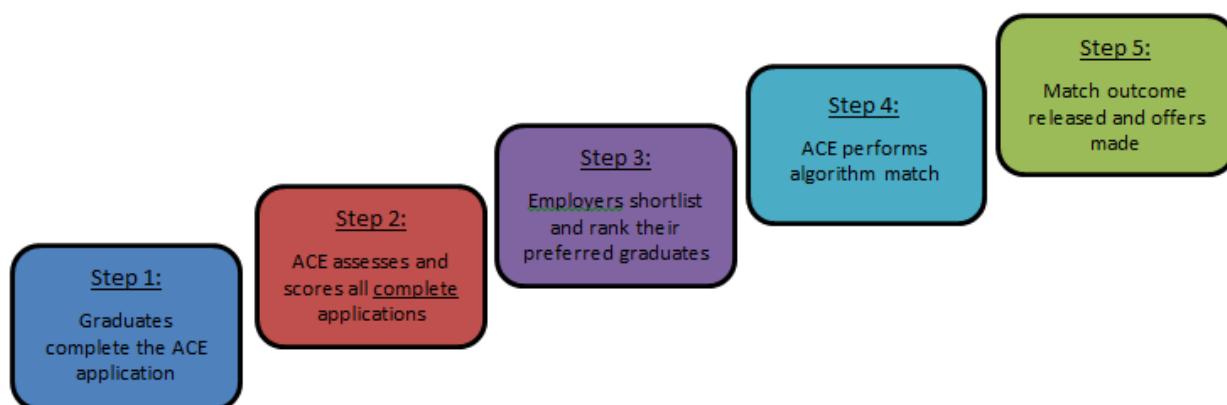 Step 1:
Graduates
complete the ACE
application
Step 2:
ACE assesses and
scores all complete
applications
Step 3:
Employers shortlist
and rank their
preferred graduates
Step 4:
ACE performs
algorithm match
Step 5:
Match outcome
released and offers
made